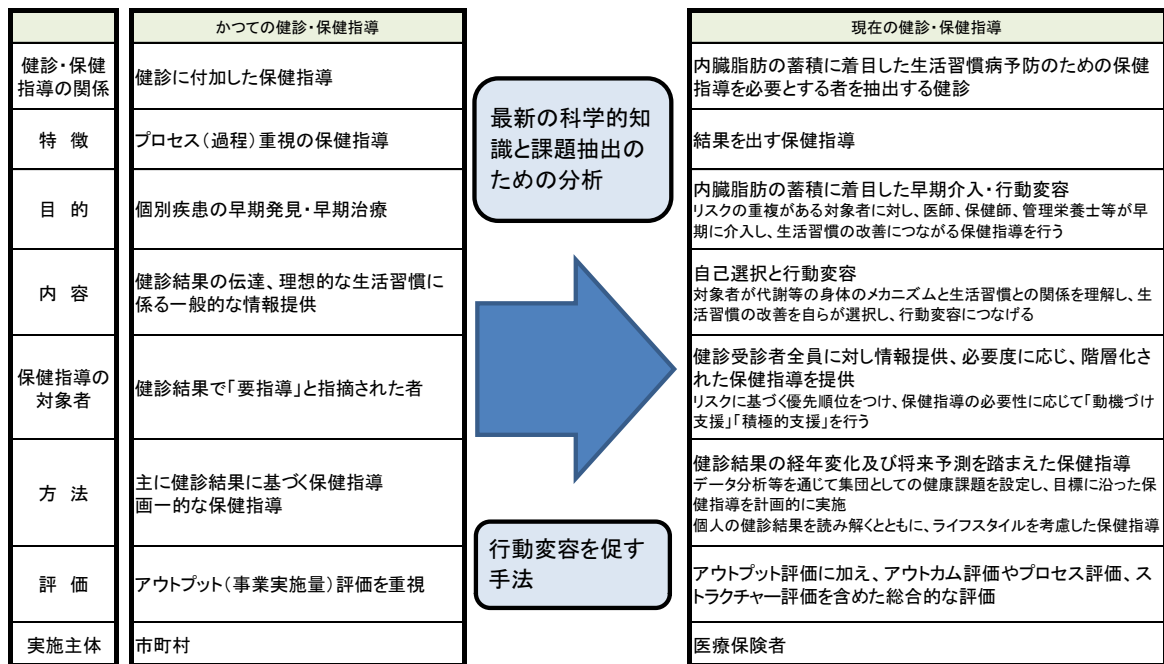 かつての健診・保健指導
現在の健診・保健指導
健診・保健
指導の関係
健診に付加した保健指導
内臓脂肪の蓄積に着目した生活習慣病予防のための保健
指導を必要とする者を抽出する健診
特 徴
プロセス(過程)重視の保健指導
結果を出す保健指導
目 的
個別疾患の早期発見・早期治療
内臓脂肪の蓄積に着目した早期介入・行動変容
リスクの重複がある対象者に対し、医師、保健師、管理栄養士等が早
期に介入し、生活習慣の改善につながる保健指導を行う
内 容
健診結果の伝達、理想的な生活習慣に
係る一般的な情報提供
自己選択と行動変容
対象者が代謝等の身体のメカニズムと生活習慣との関係を理解し、生
活習慣の改善を自らが選択し、行動変容につなげる
保健指導の
対象者
健診結果で「要指導」と指摘された者
健診受診者全員に対し情報提供、必要度に応じ、階層化さ
れた保健指導を提供
リスクに基づく優先順位をつけ、保健指導の必要性に応じて「動機づけ
支援」「積極的支援」を行う
方 法
主に健診結果に基づく保健指導
画一的な保健指導
健診結果の経年変化及び将来予測を踏まえた保健指導
データ分析等を通じて集団としての健康課題を設定し、目標に沿った保
健指導を計画的に実施
個人の健診結果を読み解くとともに、ライフスタイルを考慮した保健指導
評 価
アウトプット(事業実施量)評価を重視
アウトプット評価に加え、アウトカム評価やプロセス評価、ス
トラクチャー評価を含めた総合的な評価
実施主体
市町村
医療保険者
最新の科学的知
識と課題抽出の
ための分析
行動変容を促す
手法